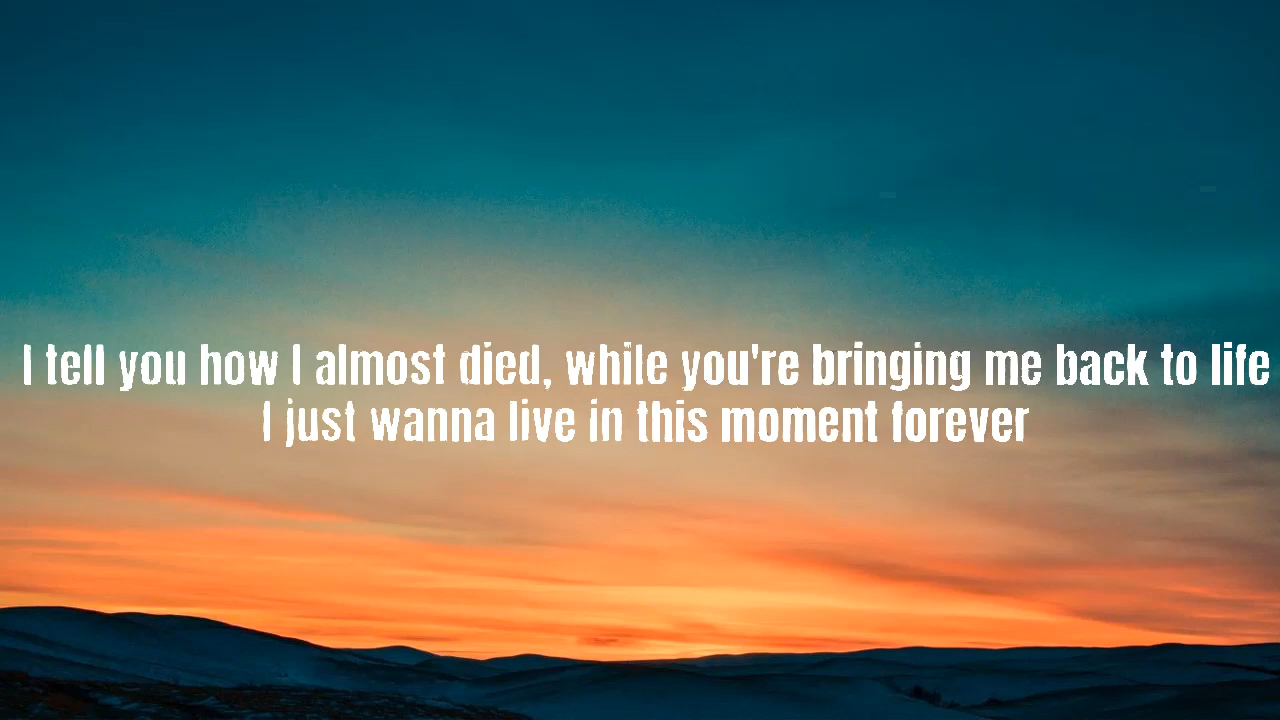 I tell you how I almost died, while you're bringing me back to life
I just wanna live in this moment forever